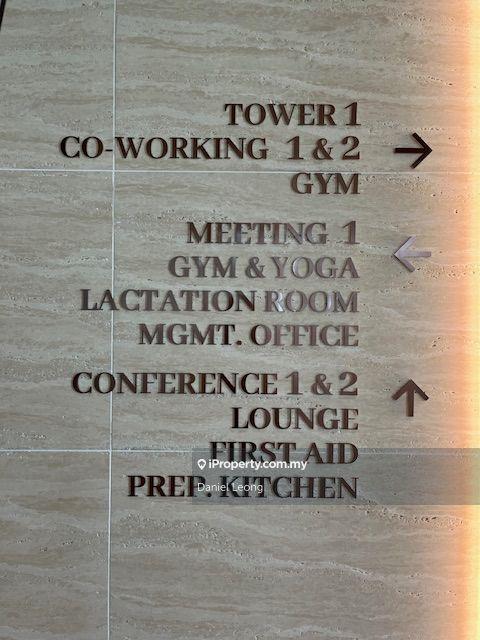 TOWER 1
CO-WORKING 1 & 2 →
GYM
MEETING 1 ←
GYM & YOGA
LACTATION ROOM
MGMT. OFFICE
CONFERENCE 1 & 2 ↑
LOUNGE
FIRST AID
iProperty.com.my
PREP. KITCHEN
Daniel Leong